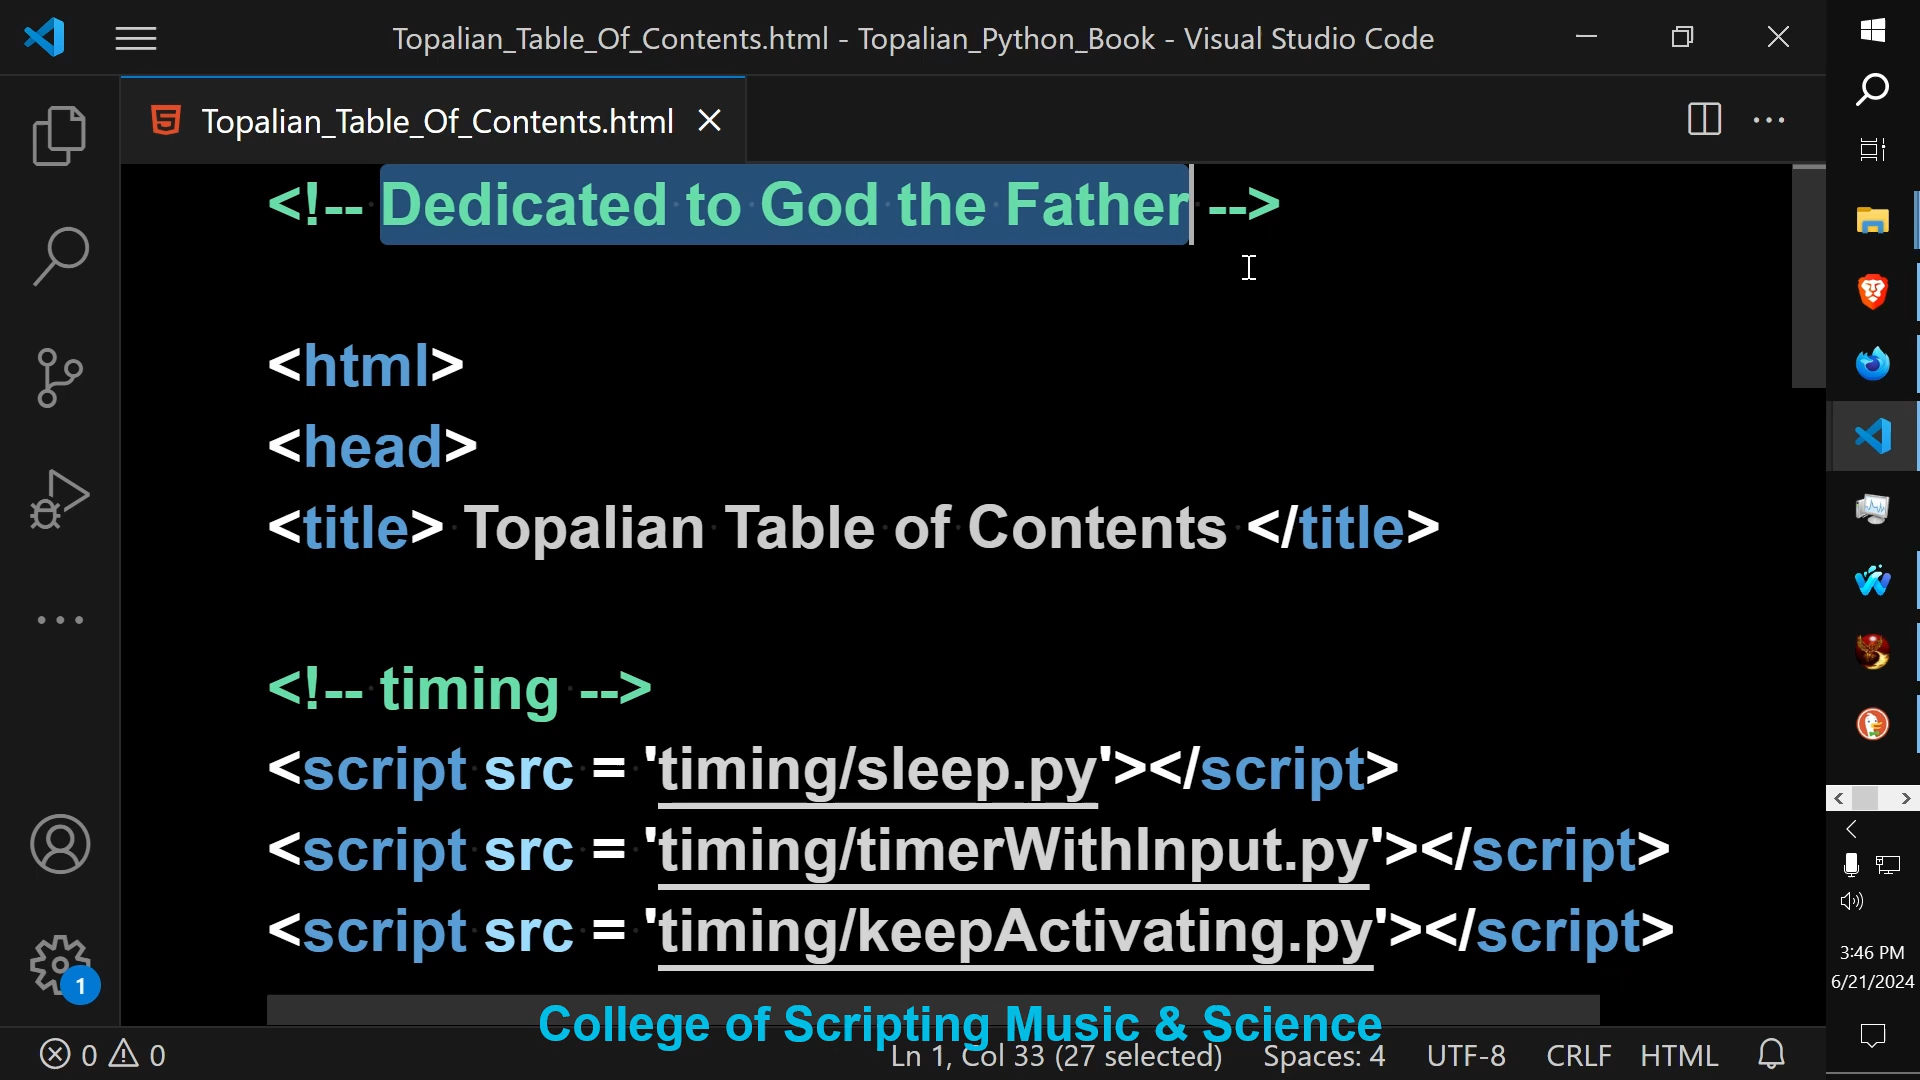 Topalian_Table_Of_Contents.html - Topalian_Python_Book - Visual Studio Code
Topalian_Table_Of_Contents.html
<!-- Dedicated to God the Father -->
<html>
<head>
<title> Topalian Table of Contents </title>
<!-- timing -->
<script src = 'timing/sleep.py'></script>
<script src = 'timing/timerWithInput.py'></script>
<script src = 'timing/keepActivating.py'></script>
College of Scripting Music & Science
1
0 0
Ln 1, Col 33 (27 selected) Spaces: 4 UTF-8 CRLF HTML
3:46 PM
6/21/2024